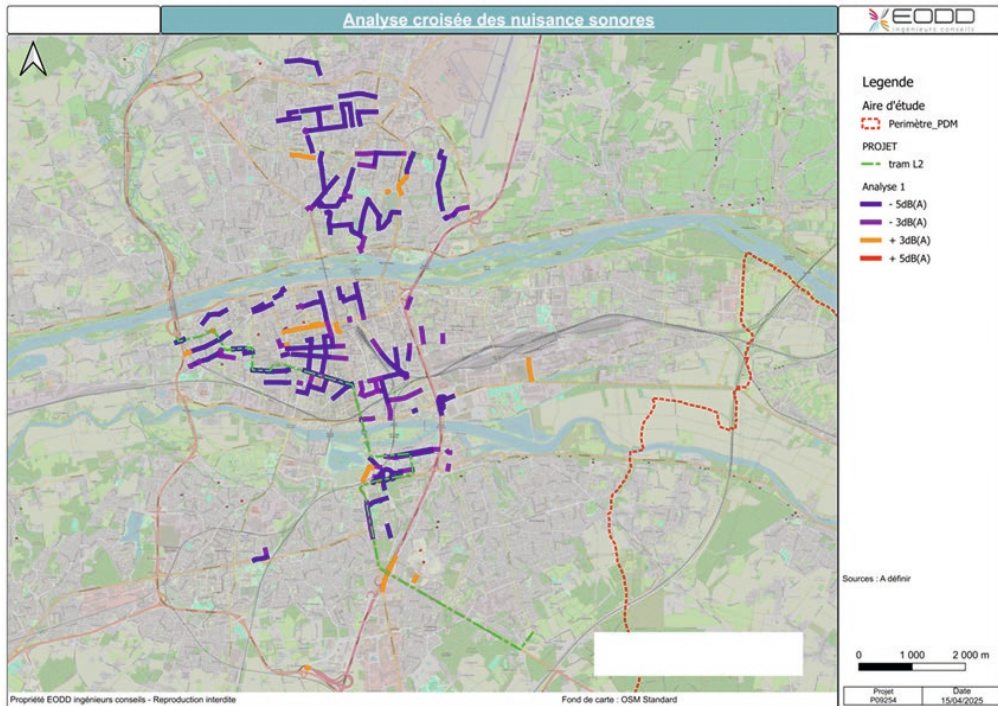 Analyse croisée des nuisance sonores
EODD
ingénieurs conseils
Legende
Aire d'étude
Perimètre_PDM
PROJET
tram L2
Analyse 1
- 5dB(A)
- 3dB(A)
+ 3dB(A)
+ 5dB(A)
Sources : A définir
0 1 000 2 000 m
Projet
P09254
Date
15/04/2025
Propriété EODD ingénieurs conseils - Reproduction interdite
Fond de carte : OSM Standard